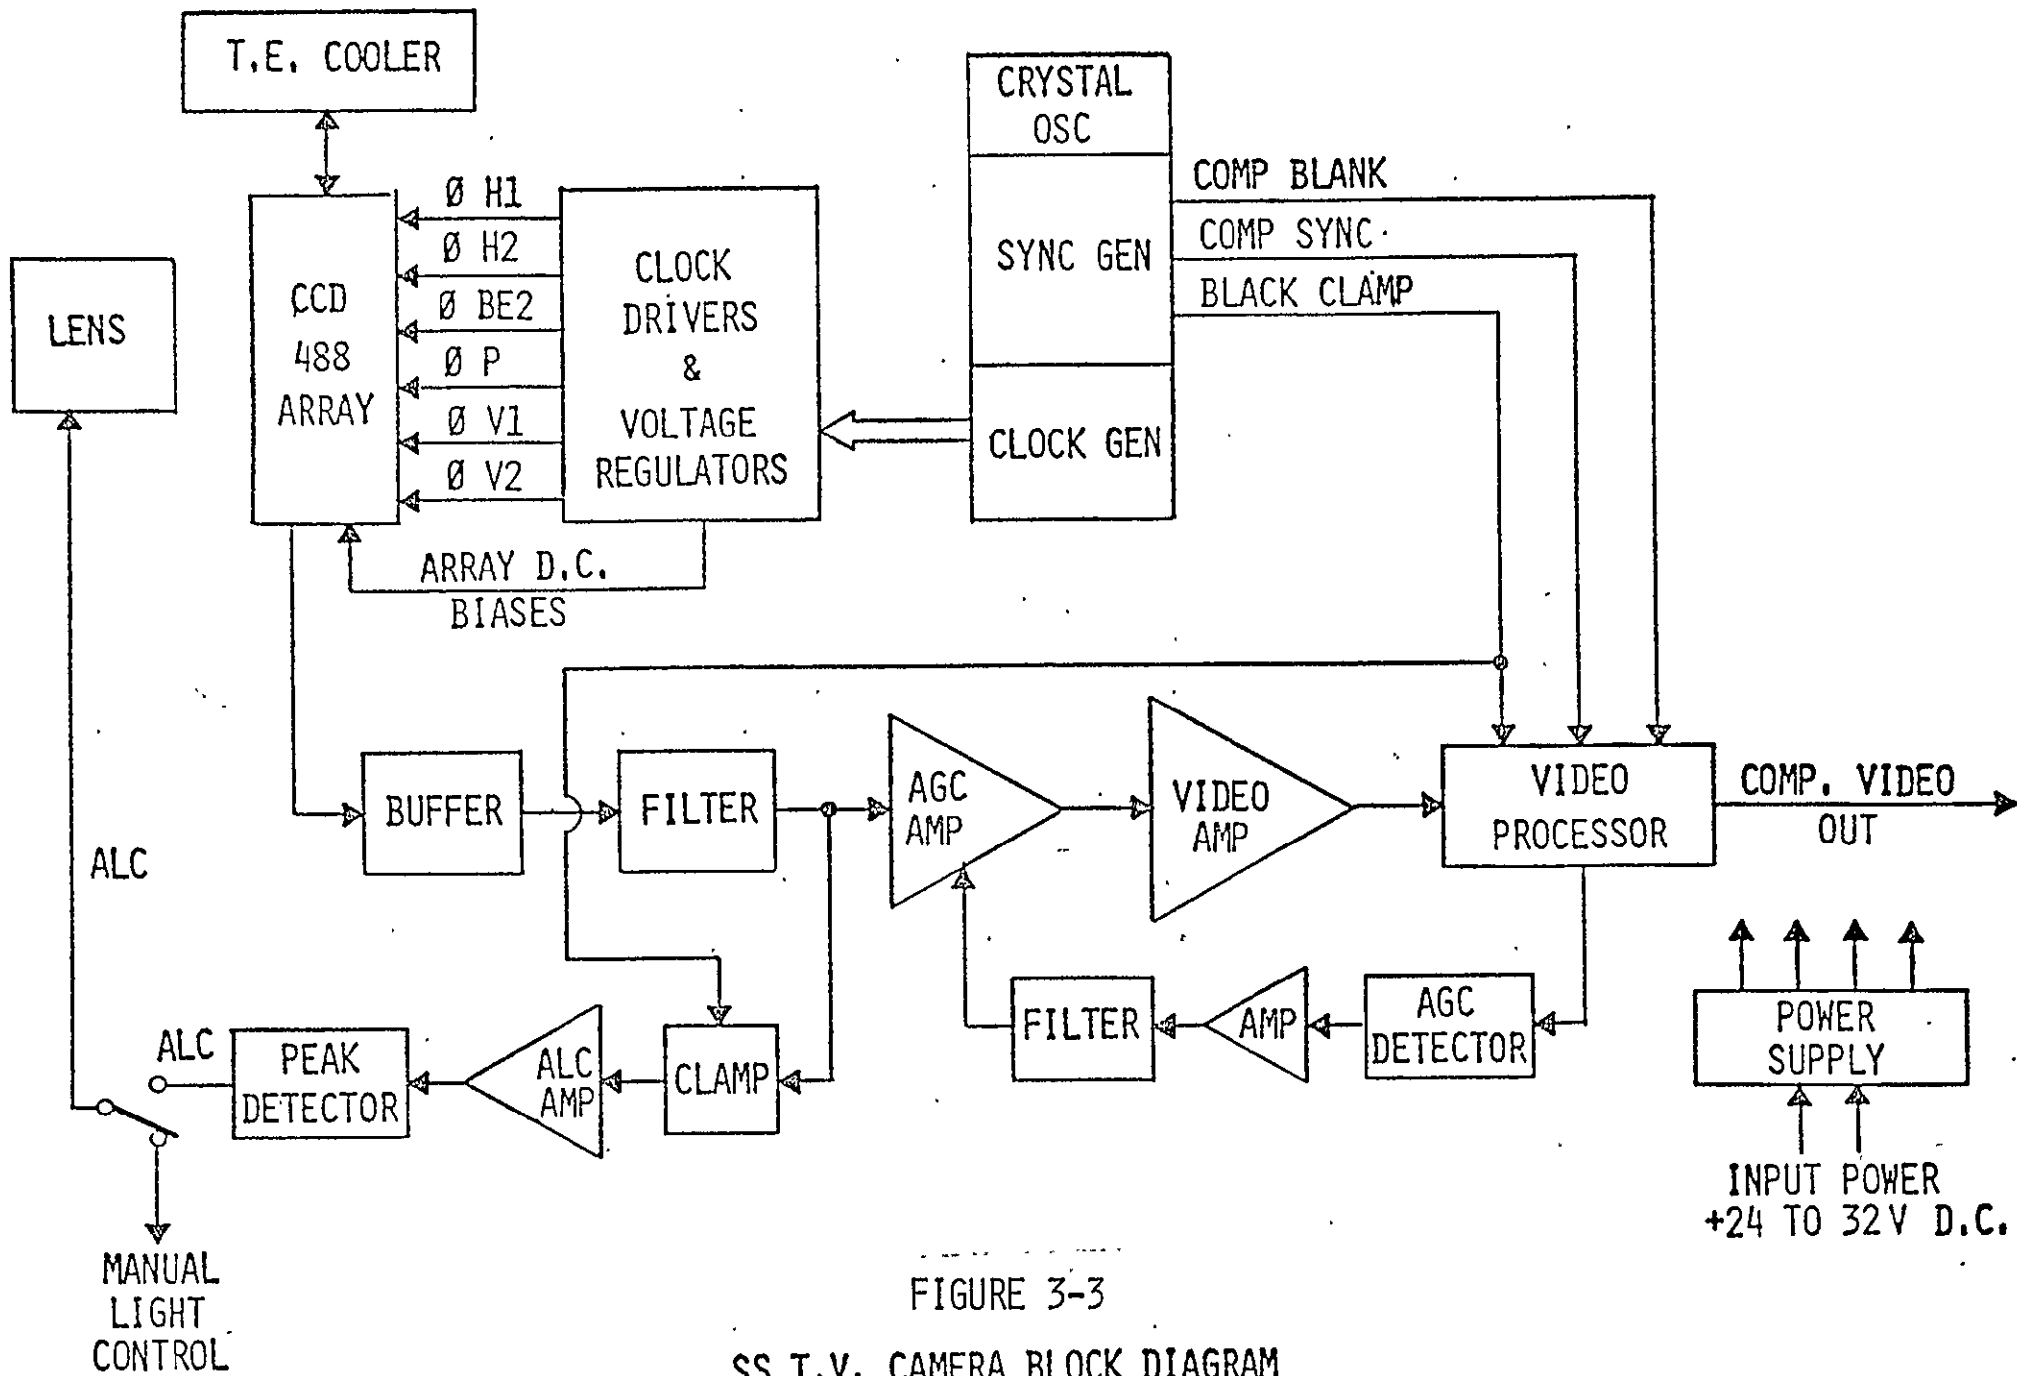 T.E. COOLER
CRYSTAL
OSC
SYNC GEN
CLOCK GEN
COMP BLANK
COMP SYNC
BLACK CLAMP
LENS
CCD
488
ARRAY
Ø H1
Ø H2
Ø BE2
Ø P
Ø V1
Ø V2
CLOCK
DRIVERS
&
VOLTAGE
REGULATORS
ARRAY D.C.
BIASES
BUFFER
FILTER
AGC
AMP
VIDEO
AMP
VIDEO
PROCESSOR
COMP. VIDEO
OUT
ALC
ALC
PEAK
DETECTOR
ALC
AMP
CLAMP
FILTER
AMP
AGC
DETECTOR
POWER
SUPPLY
INPUT POWER
+24 TO 32V D.C.
MANUAL
LIGHT
CONTROL
FIGURE 3-3
SS T.V. CAMERA BLOCK DIAGRAM